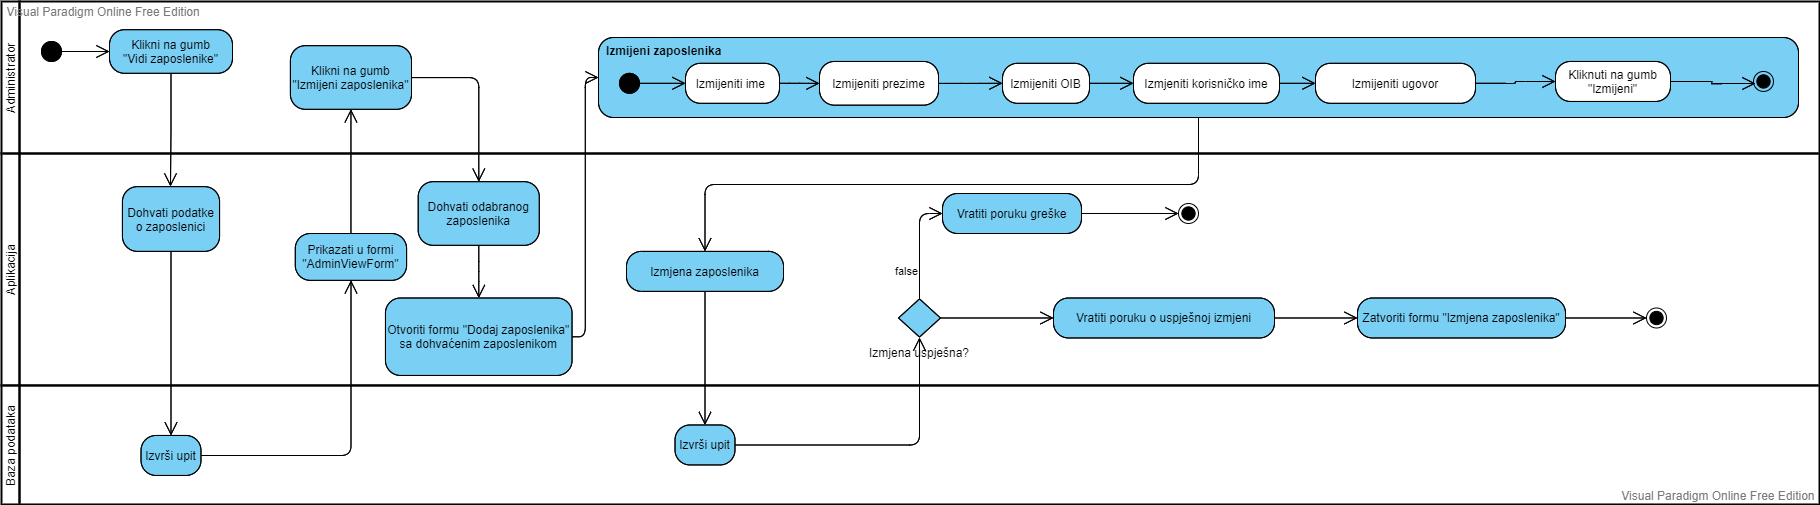 Visual Paradigm Online Free Edition
Administrator
Klikni na gumb
"Vidi zaposlenike"
Klikni na gumb
"Izmijeni zaposlenika"
Izmijeni zaposlenika
Izmijeniti ime
Izmijeniti prezime
Izmijeniti OIB
Izmijeniti korisničko ime
Izmijeniti ugovor
Kliknuti na gumb
"Izmijeni"
Aplikacija
Dohvati podatke
o zaposlenici
Prikazati u formi
"AdminViewForm"
Dohvati odabranog
zaposlenika
Otvoriti formu "Dodaj zaposlenika"
sa dohvaćenim zaposlenikom
Izmjena zaposlenika
Vratiti poruku greške
false
Izmjena uspješna?
Vratiti poruku o uspješnoj izmjeni
Zatvoriti formu "Izmjena zaposlenika"
Baza podataka
Izvrši upit
Izvrši upit
Visual Paradigm Online Free Edition